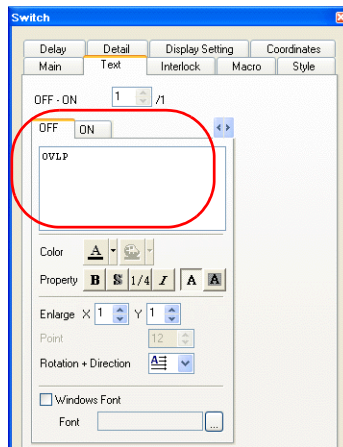 Switch
Delay Detail Display Setting Coordinates
Main Text Interlock Macro Style
OFF - ON 1 /1
OFF ON
OVLP
Color A
Property B S 1/4 I A A
Enlarge X 1 Y 1
Point 12
Rotation + Direction A
Windows Font
Font ...